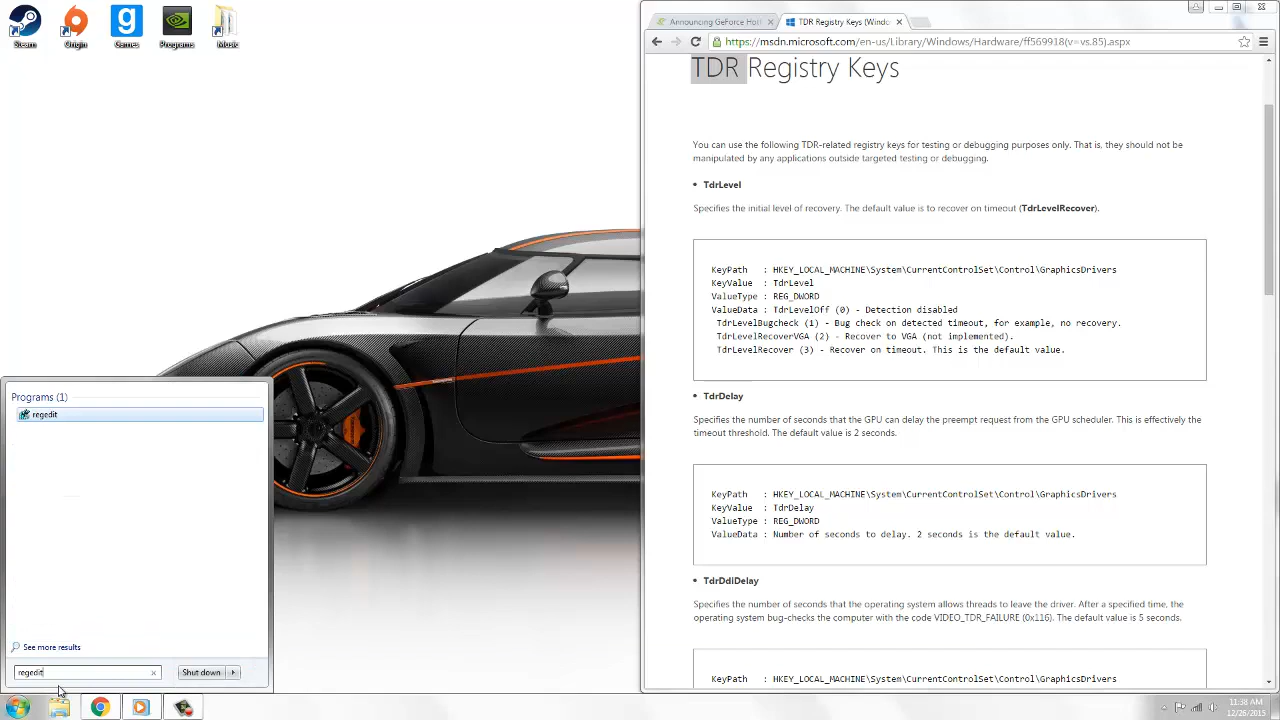 Steam
Origin
Games
Programs
Music
Announcing GeForce Hot
TDR Registry Keys (Windo
https://msdn.microsoft.com/en-us/Library/Windows/Hardware/ff569918(v=vs.85).aspx
TDR Registry Keys
You can use the following TDR-related registry keys for testing or debugging purposes only. That is, they should not be
manipulated by any applications outside targeted testing or debugging.
• TdrLevel
Specifies the initial level of recovery. The default value is to recover on timeout (TdrLevelRecover).
KeyPath : HKEY_LOCAL_MACHINE\System\CurrentControlSet\Control\GraphicsDrivers
KeyValue : TdrLevel
ValueType : REG_DWORD
ValueData : TdrLevelOff (0) - Detection disabled
TdrLevelBugcheck (1) - Bug check on detected timeout, for example, no recovery.
TdrLevelRecoverVGA (2) - Recover to VGA (not implemented).
TdrLevelRecover (3) - Recover on timeout. This is the default value.
• TdrDelay
Specifies the number of seconds that the GPU can delay the preempt request from the GPU scheduler. This is effectively the
timeout threshold. The default value is 2 seconds.
KeyPath : HKEY_LOCAL_MACHINE\System\CurrentControlSet\Control\GraphicsDrivers
KeyValue : TdrDelay
ValueType : REG_DWORD
ValueData : Number of seconds to delay. 2 seconds is the default value.
• TdrDdiDelay
Specifies the number of seconds that the operating system allows threads to leave the driver. After a specified time, the
operating system bug-checks the computer with the code VIDEO_TDR_FAILURE (0x116). The default value is 5 seconds.
KeyPath : HKEY_LOCAL_MACHINE\System\CurrentControlSet\Control\GraphicsDrivers
Programs (1)
regedit
See more results
regedit
Shut down
11:38 AM
12/26/2015